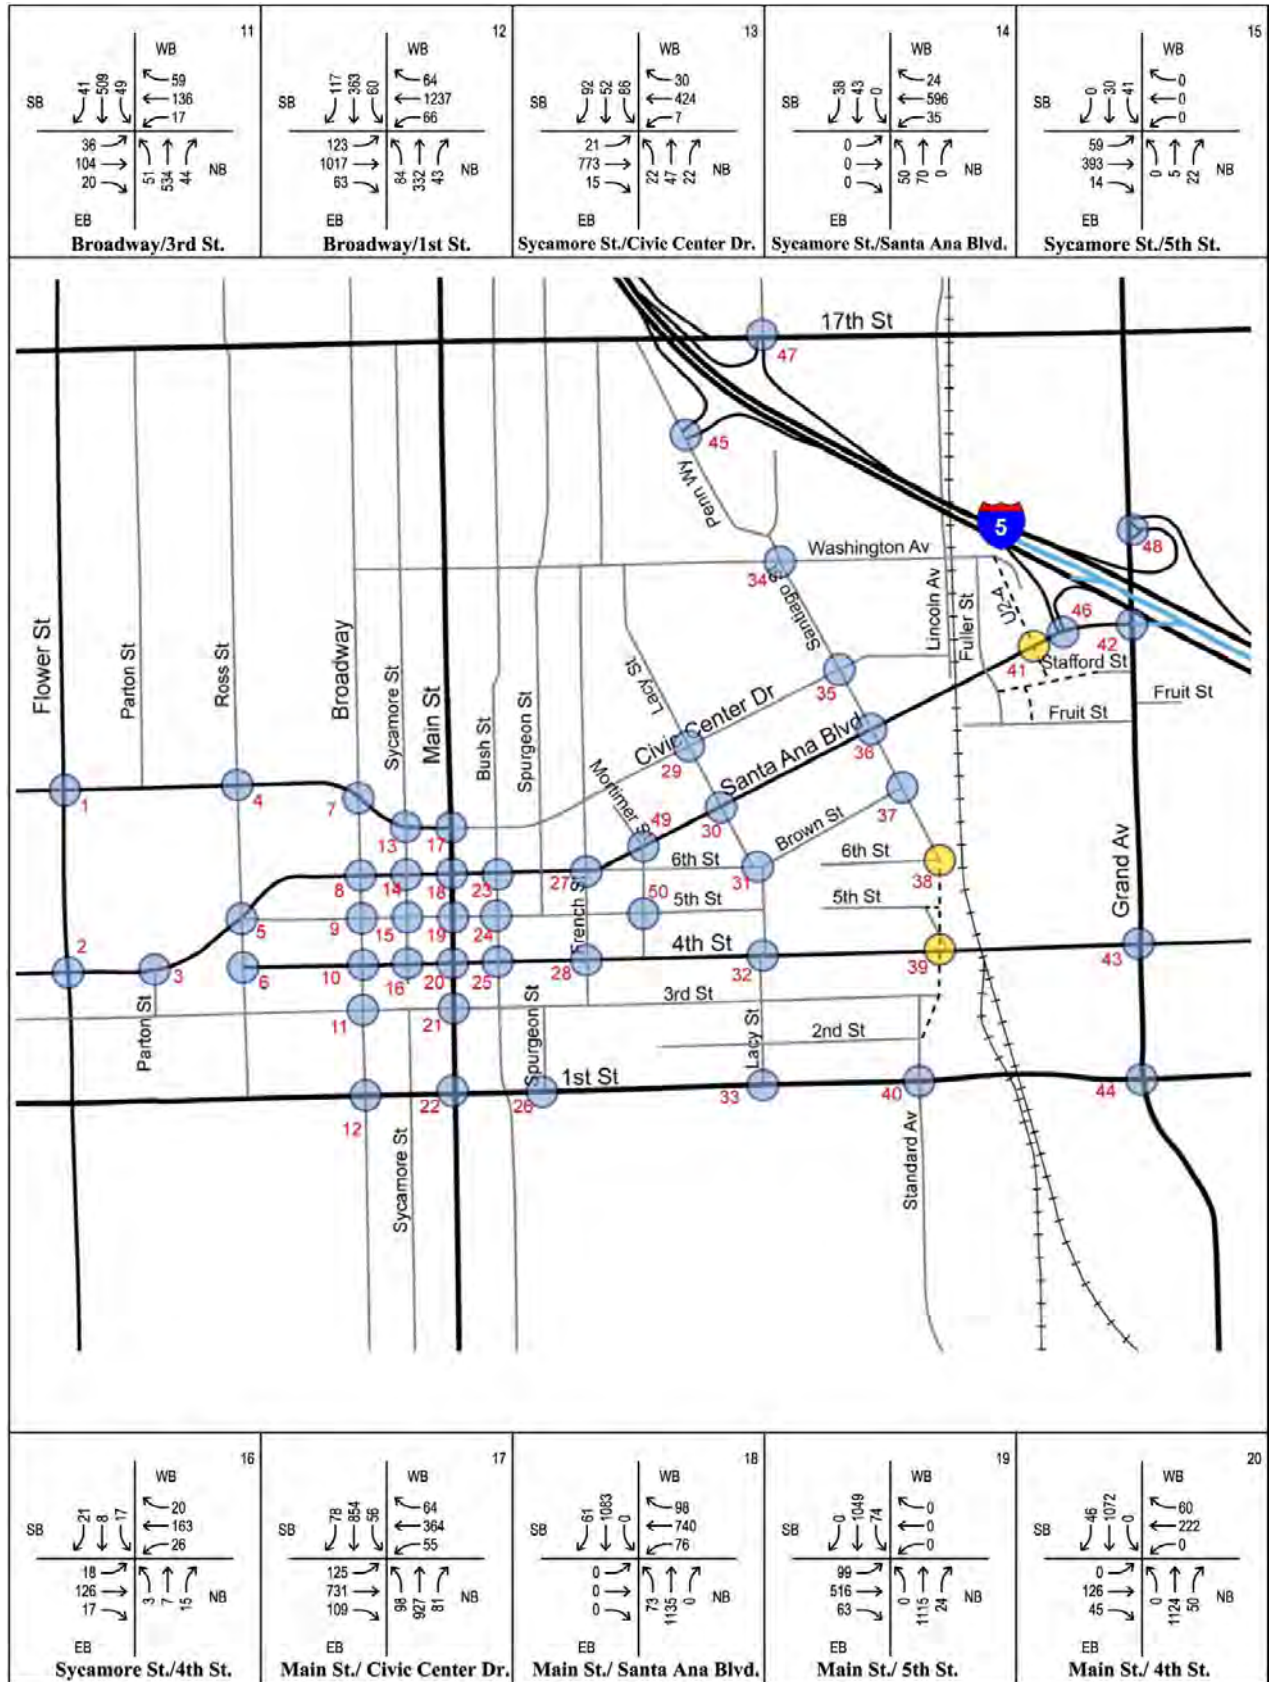 11
WB
SB
41
509
49
59
136
17
36
104
20
51
534
44
NB
EB
Broadway/3rd St.
12
WB
SB
117
363
60
64
1237
66
123
1017
63
84
332
43
NB
EB
Broadway/1st St.
13
WB
SB
92
52
86
30
424
7
21
773
15
22
47
22
NB
EB
Sycamore St./Civic Center Dr.
14
WB
SB
38
43
0
24
596
35
0
0
0
50
70
0
NB
EB
Sycamore St./Santa Ana Blvd.
15
WB
SB
0
30
41
0
0
0
59
393
14
0
5
22
NB
EB
Sycamore St./5th St.
17th St
47
45
Penn Wy
5
48
Washington Av
34
Santiago St
Lincoln Av
Fuller St
U2-4
46
42
41
Stafford St
Fruit St
Fruit St
Flower St
Parton St
Ross St
Broadway
Sycamore St
Main St
Bush St
Spurgeon St
Lacy St
Civic Center Dr
35
29
Santa Ana Blvd
36
Mortimer St
49
30
Brown St
37
1
4
7
13
17
8
14
18
23
27
6th St
31
6th St
38
5
9
15
19
24
French St
50
5th St
5th St
Grand Av
2
3
6
10
16
20
25
28
4th St
32
39
43
Parton St
11
21
3rd St
Spurgeon St
Lacy St
2nd St
1st St
12
22
26
33
40
44
Sycamore St
Standard Av
16
WB
SB
21
8
17
20
163
26
18
126
17
3
7
15
NB
EB
Sycamore St./4th St.
17
WB
SB
78
854
56
64
364
55
125
731
109
98
927
81
NB
EB
Main St./ Civic Center Dr.
18
WB
SB
61
1083
0
98
740
76
0
0
0
73
1135
0
NB
EB
Main St./ Santa Ana Blvd.
19
WB
SB
0
1049
74
0
0
0
99
516
63
0
1115
24
NB
EB
Main St./ 5th St.
20
WB
SB
46
1072
0
60
222
0
0
126
45
0
1124
50
NB
EB
Main St./ 4th St.